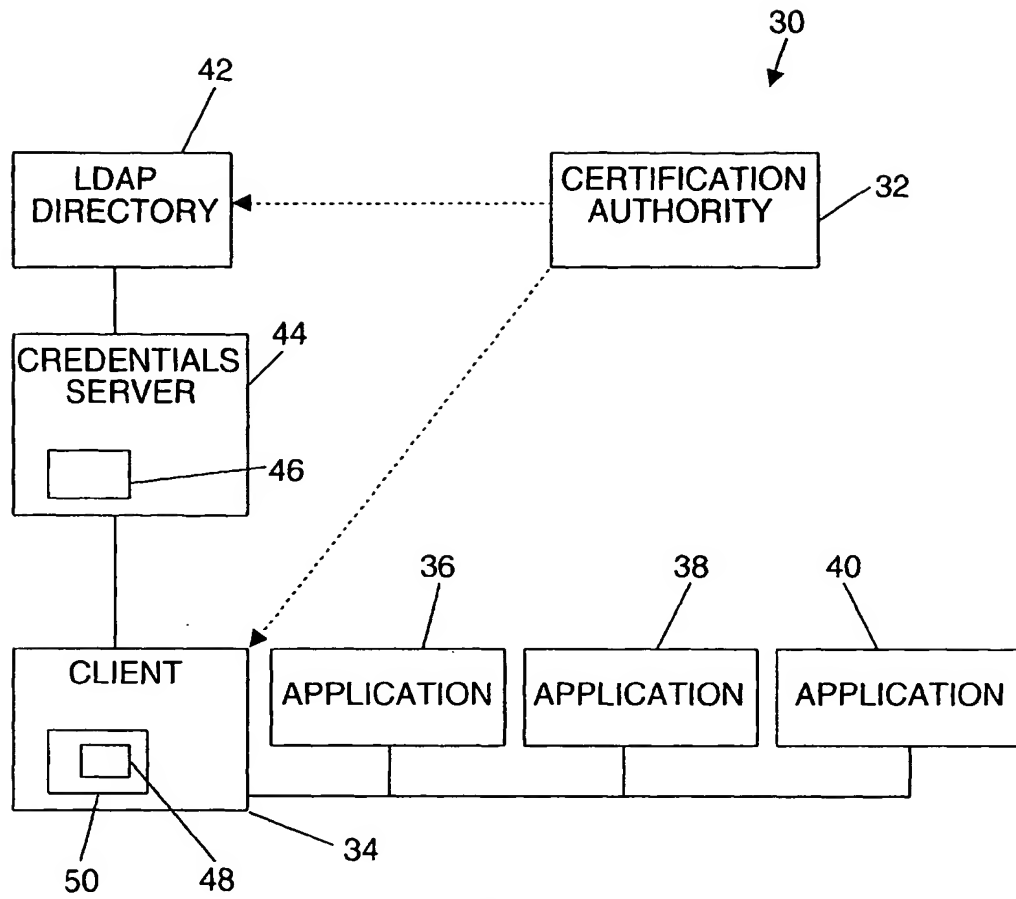 30
42
LDAP
DIRECTORY
CERTIFICATION
AUTHORITY
32
44
CREDENTIALS
SERVER
46
36
38
40
CLIENT
APPLICATION
APPLICATION
APPLICATION
34
50
48